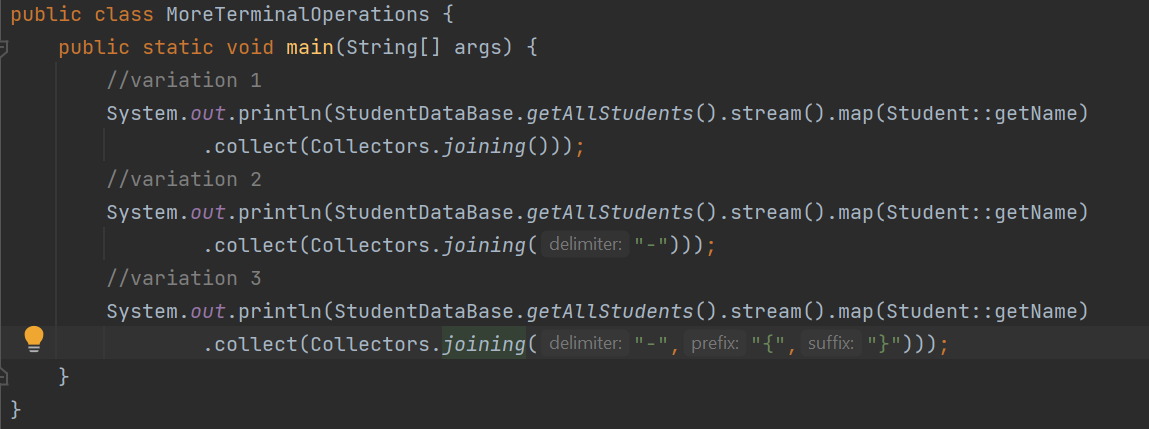 public class MoreTerminalOperations {
    public static void main(String[] args) {
        //variation 1
        System.out.println(StudentDataBase.getAllStudents().stream().map(Student::getName)
                .collect(Collectors.joining()));
        //variation 2
        System.out.println(StudentDataBase.getAllStudents().stream().map(Student::getName)
                .collect(Collectors.joining( delimiter: "-")));
        //variation 3
        System.out.println(StudentDataBase.getAllStudents().stream().map(Student::getName)
                .collect(Collectors.joining( delimiter: "-", prefix: "{", suffix: "}")));
    }
}